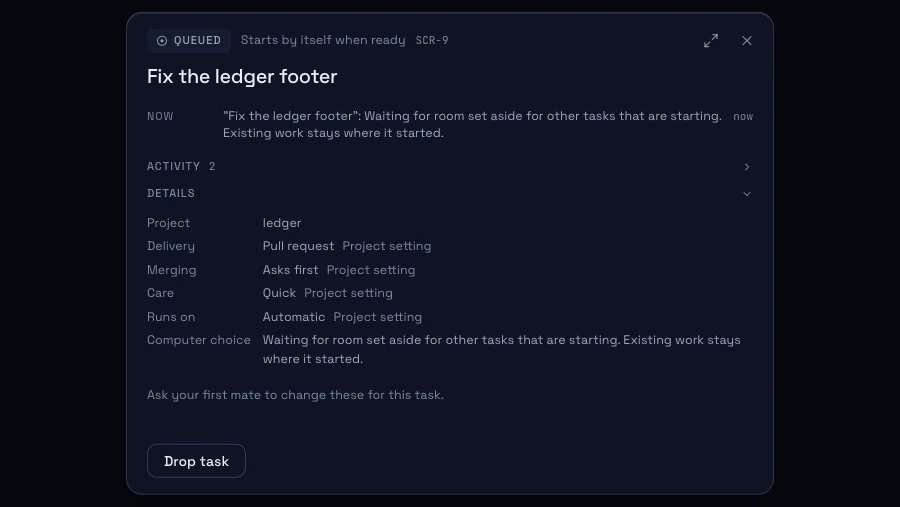 QUEUED Starts by itself when ready SCR-9
Fix the ledger footer
NOW "Fix the ledger footer": Waiting for room set aside for other tasks that are starting. now
Existing work stays where it started.
ACTIVITY 2
DETAILS
Project ledger
Delivery Pull request Project setting
Merging Asks first Project setting
Care Quick Project setting
Runs on Automatic Project setting
Computer choice Waiting for room set aside for other tasks that are starting. Existing work stays
where it started.
Ask your first mate to change these for this task.
Drop task